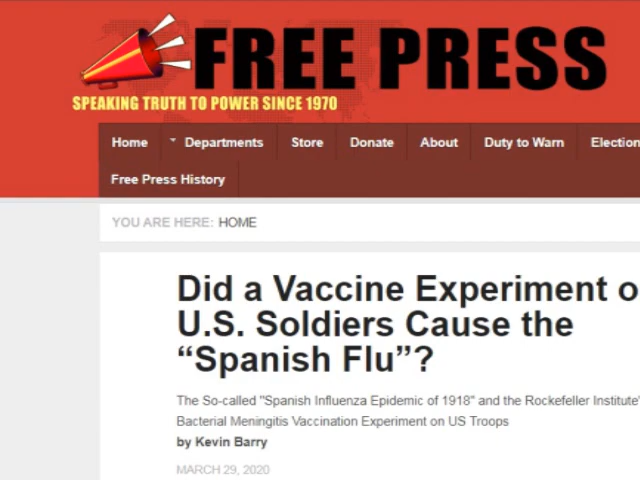 FREE PRESS
SPEAKING TRUTH TO POWER SINCE 1970
Home Departments Store Donate About Duty to Warn Election
Free Press History
YOU ARE HERE: HOME
Did a Vaccine Experiment o
U.S. Soldiers Cause the
“Spanish Flu”?
The So-called "Spanish Influenza Epidemic of 1918" and the Rockefeller Institute'
Bacterial Meningitis Vaccination Experiment on US Troops
by Kevin Barry
MARCH 29, 2020